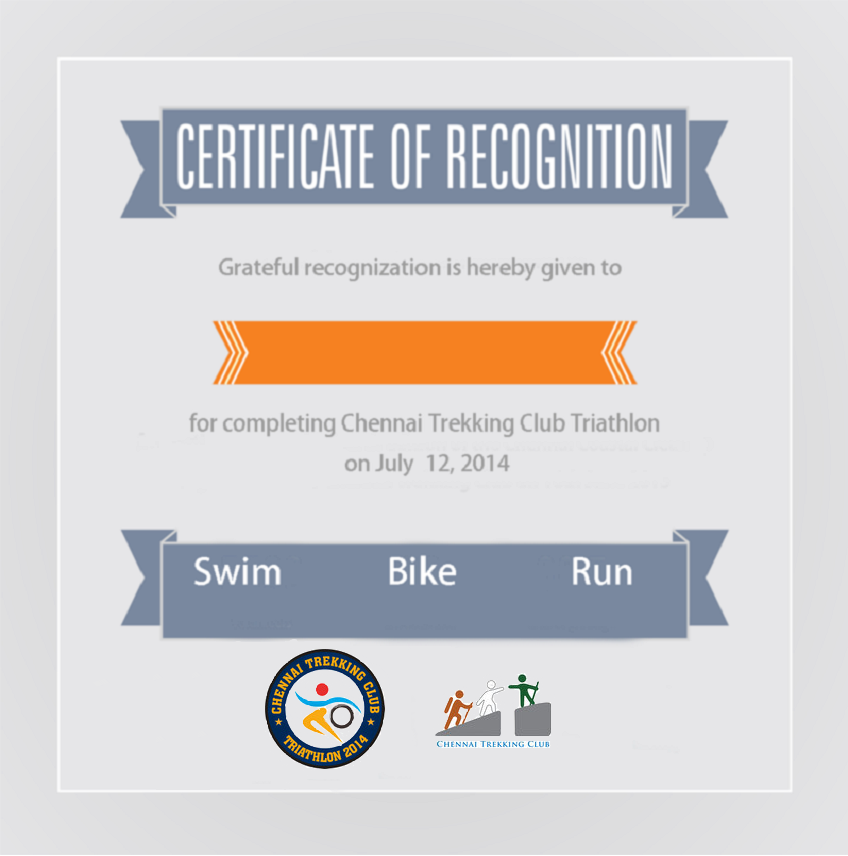 CERTIFICATE OF RECOGNITION
Grateful recognization is hereby given to
for completing Chennai Trekking Club Triathlon
on July 12, 2014
Swim Bike Run
CHENNAI TREKKING CLUB
TRIATHLON 2014
CHENNAI TREKKING CLUB